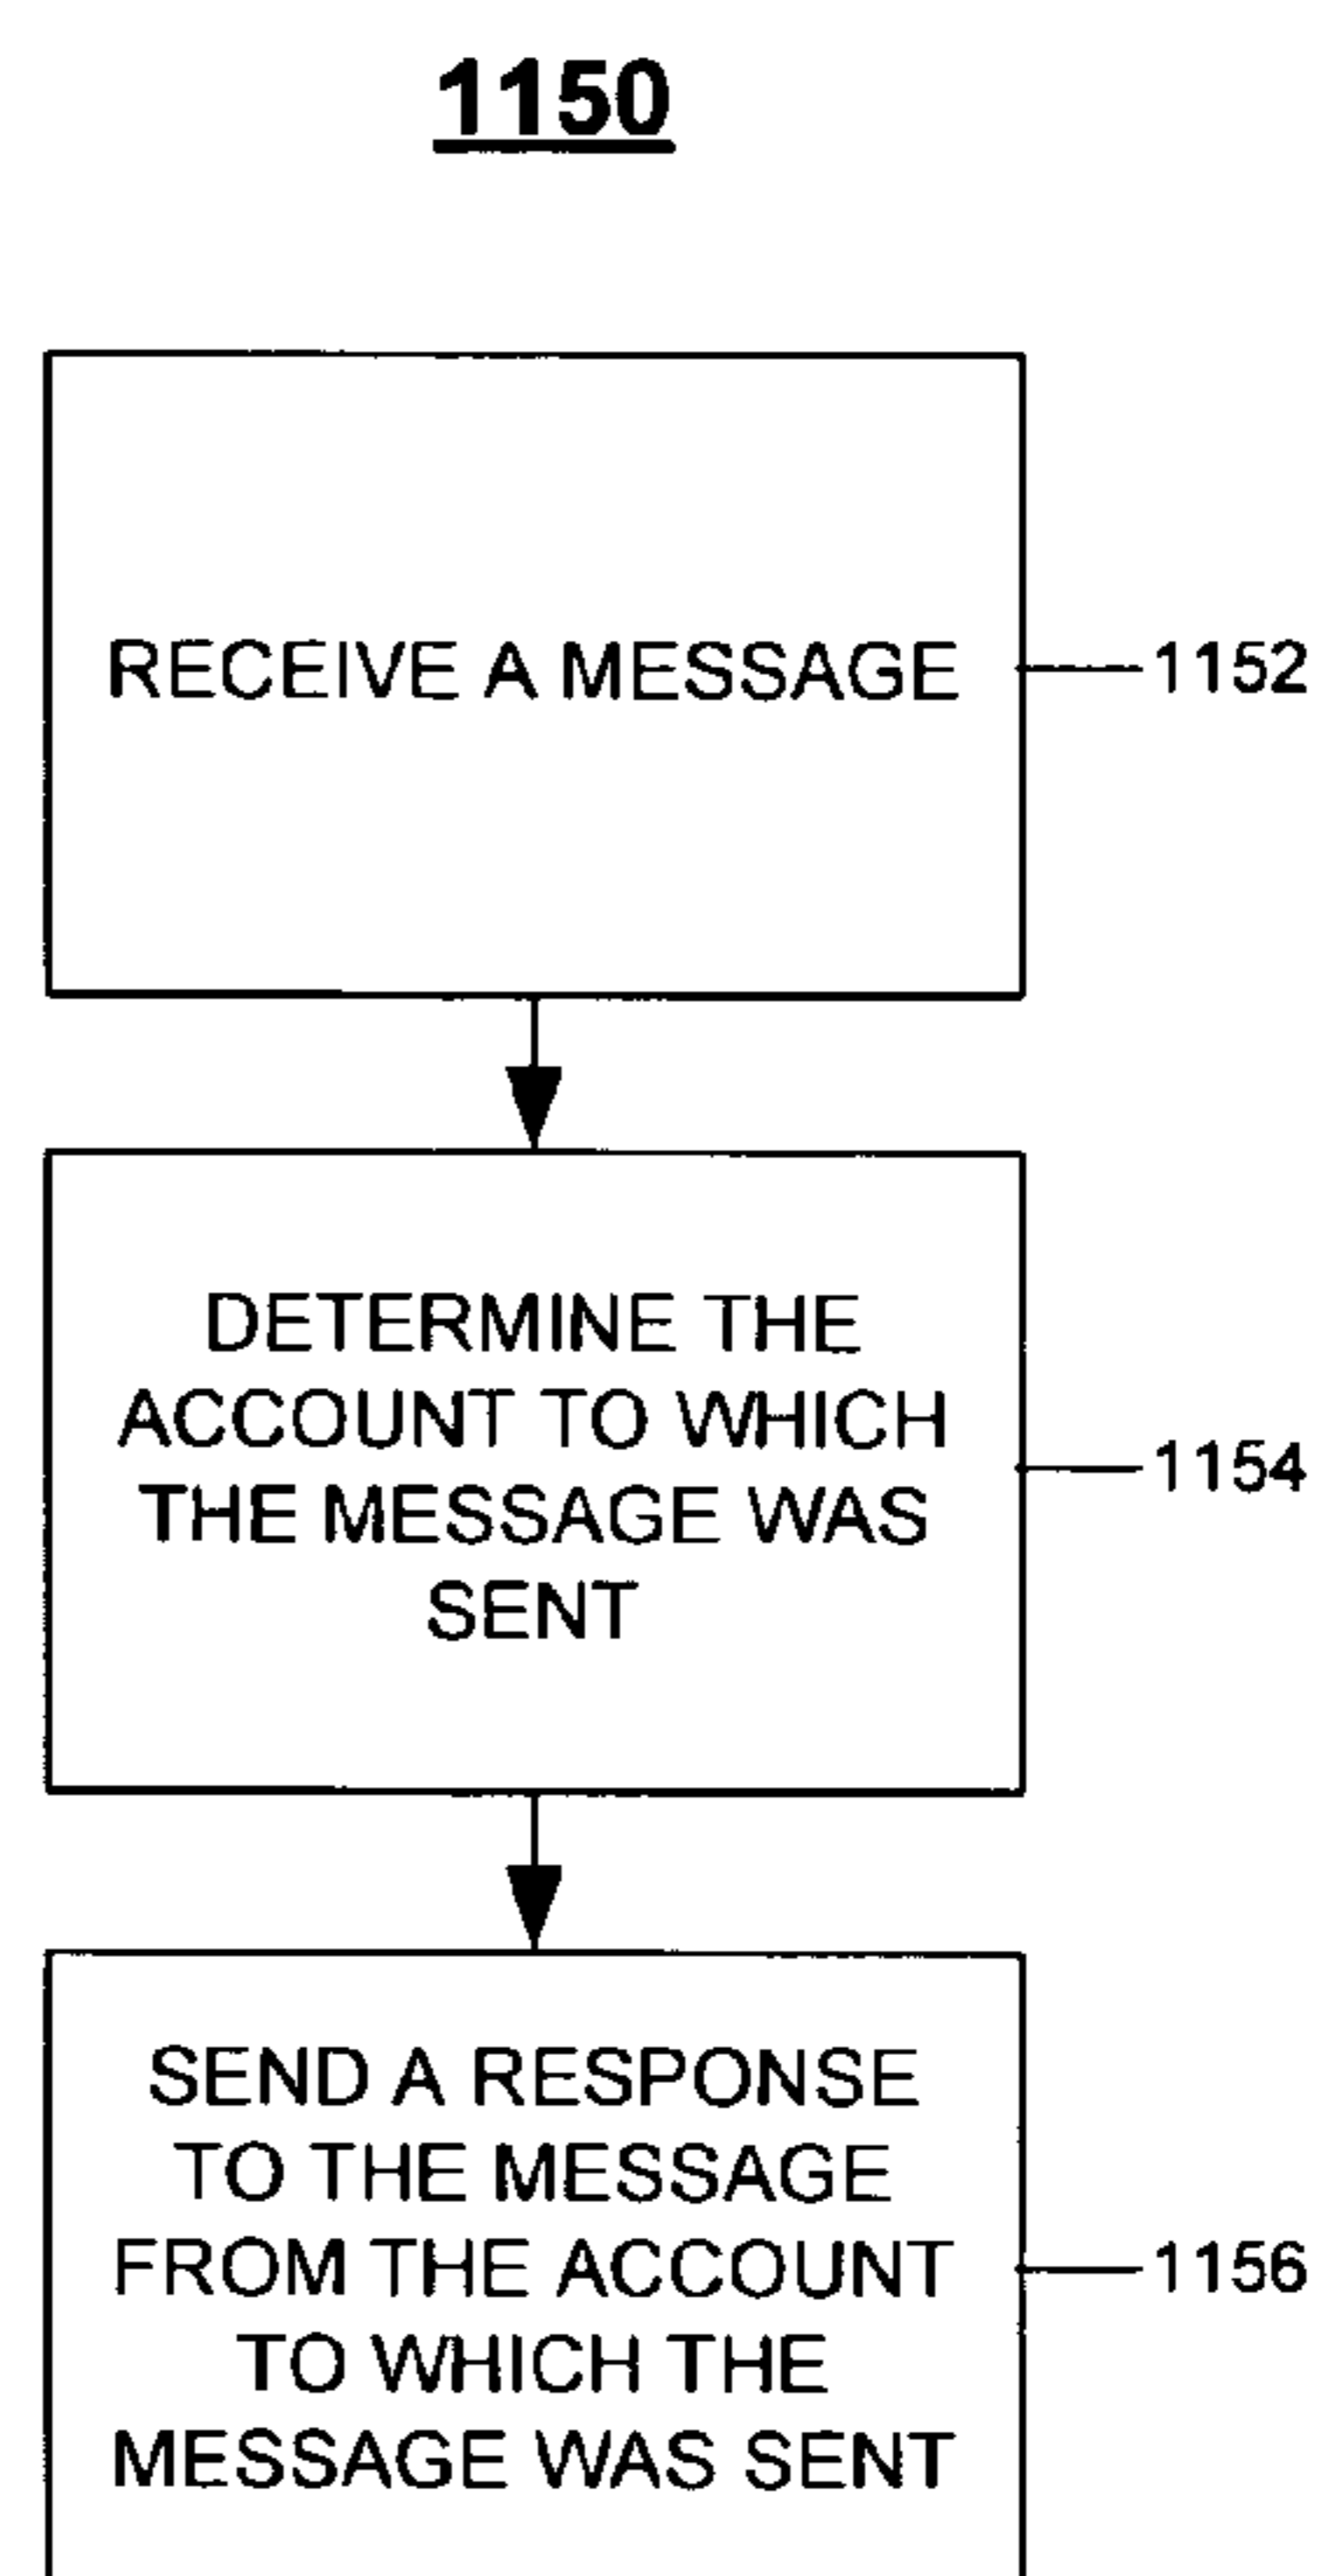 1150
RECEIVE A MESSAGE
1152
DETERMINE THE
ACCOUNT TO WHICH
THE MESSAGE WAS
SENT
1154
SEND A RESPONSE
TO THE MESSAGE
FROM THE ACCOUNT
TO WHICH THE
MESSAGE WAS SENT
1156